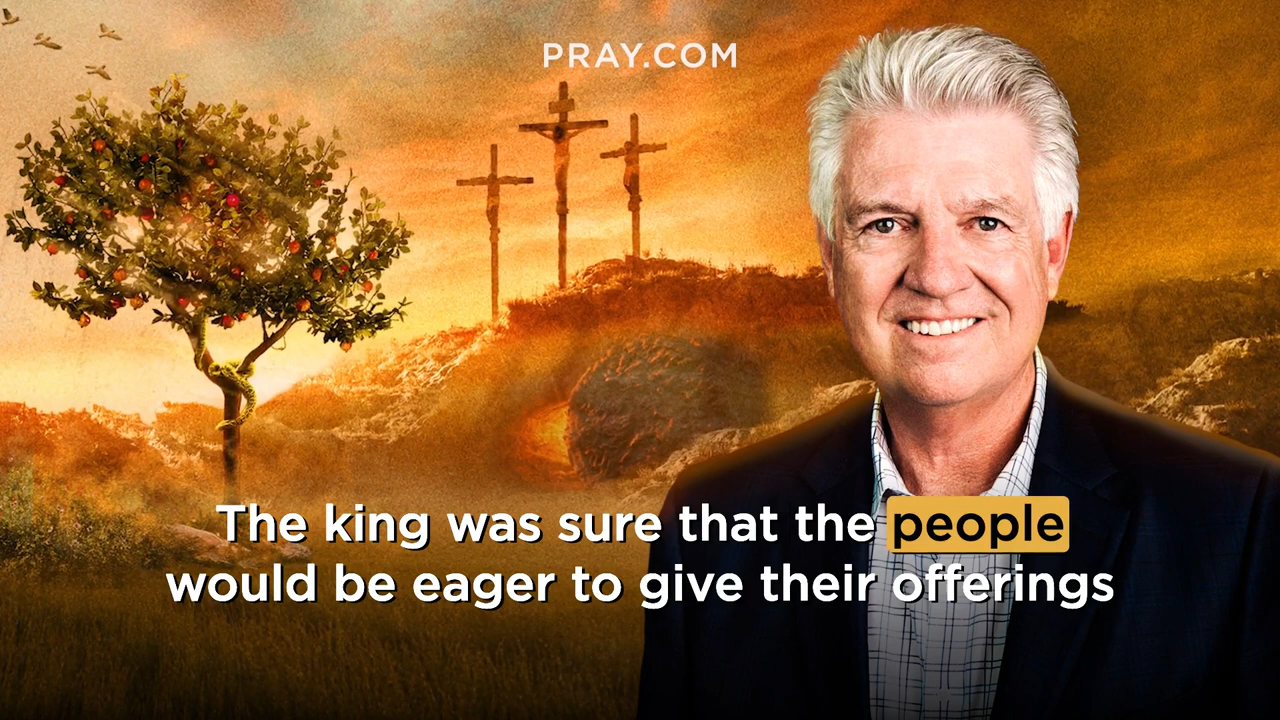 PRAY.COM
The king was sure that the people
would be eager to give their offerings